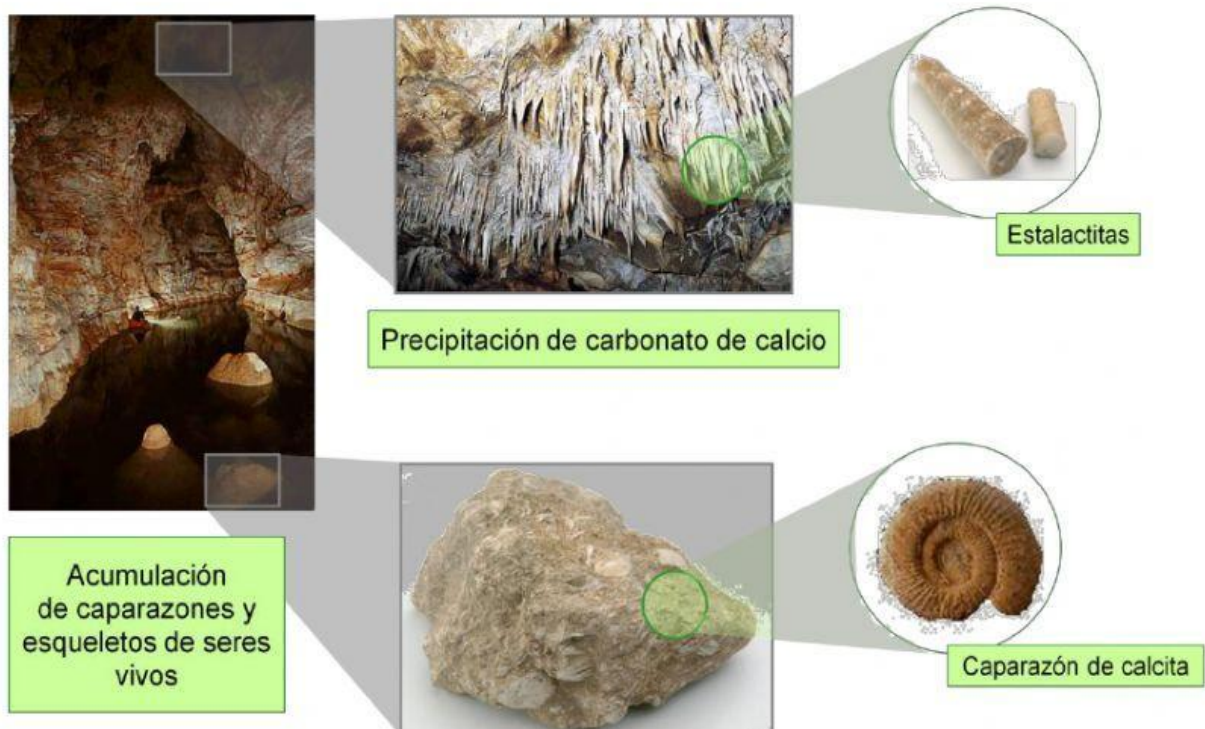 Estalactitas
Precipitación de carbonato de calcio
Acumulación
de caparazones y
esqueletos de seres
vivos
Caparazón de calcita